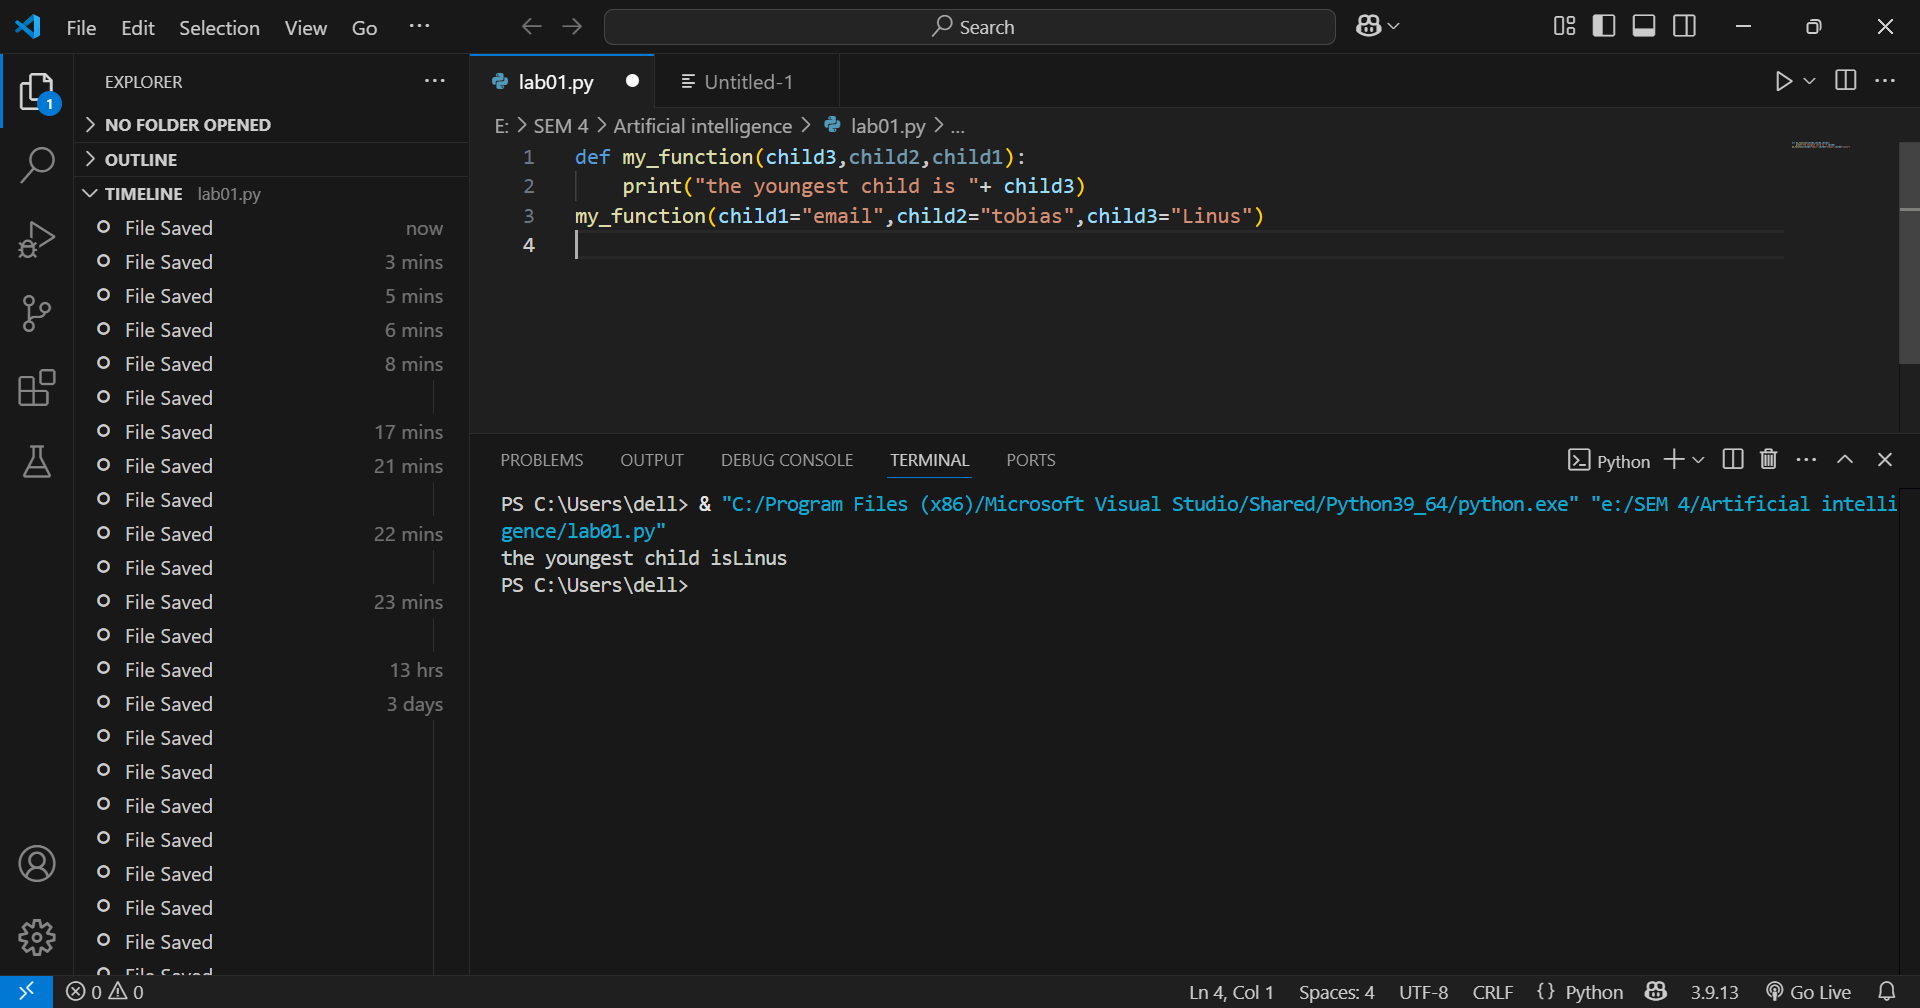 File Edit Selection View Go ···
Search
EXPLORER ···
1
NO FOLDER OPENED
OUTLINE
TIMELINE lab01.py
File Saved now
File Saved 3 mins
File Saved 5 mins
File Saved 6 mins
File Saved 8 mins
File Saved
File Saved 17 mins
File Saved 21 mins
File Saved
File Saved 22 mins
File Saved
File Saved 23 mins
File Saved
File Saved 13 hrs
File Saved 3 days
File Saved
File Saved
File Saved
File Saved
File Saved
File Saved
File Saved
File Saved
lab01.py Untitled-1
E: > SEM 4 > Artificial intelligence > lab01.py > ...
1 def my_function(child3,child2,child1):
2 print("the youngest child is "+ child3)
3 my_function(child1="email",child2="tobias",child3="Linus")
4
PROBLEMS OUTPUT DEBUG CONSOLE TERMINAL PORTS
Python
PS C:\Users\dell> & "C:/Program Files (x86)/Microsoft Visual Studio/Shared/Python39_64/python.exe" "e:/SEM 4/Artificial intelli
gence/lab01.py"
the youngest child isLinus
PS C:\Users\dell>
0 0
Ln 4, Col 1 Spaces: 4 UTF-8 CRLF {} Python 3.9.13 Go Live